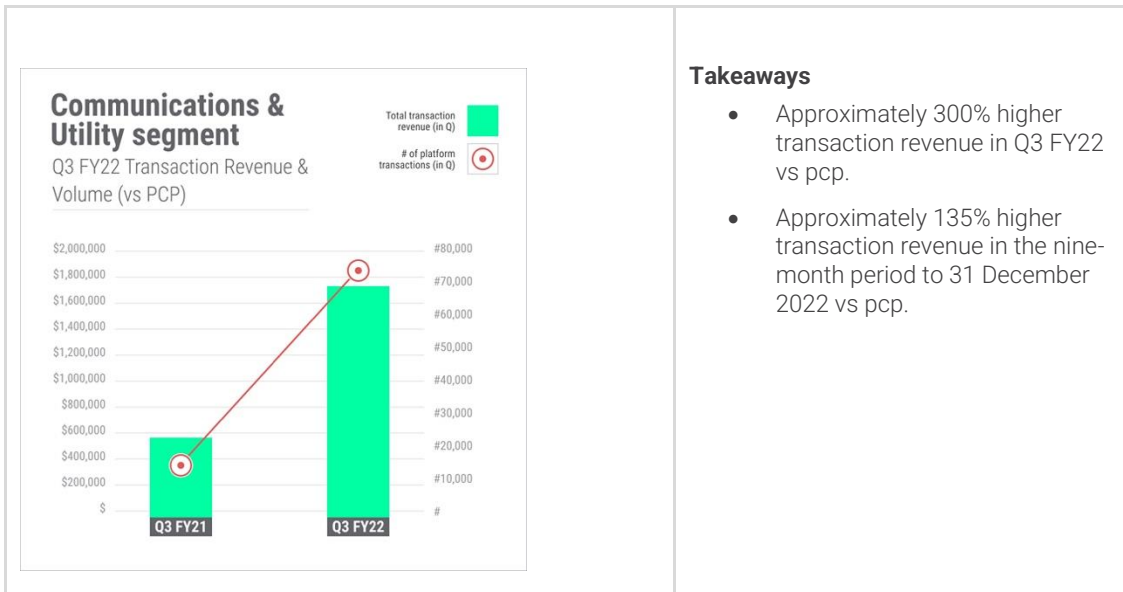 Communications &
Utility segment
Q3 FY22 Transaction Revenue &
Volume (vs PCP)
Total transaction
revenue (in Q)
# of platform
transactions (in Q)
$2,000,000
$1,800,000
$1,600,000
$1,400,000
$1,200,000
$1,000,000
$800,000
$600,000
$400,000
$200,000
$
#80,000
#70,000
#60,000
#50,000
#40,000
#30,000
#20,000
#10,000
#
Q3 FY21
Q3 FY22
Takeaways
• Approximately 300% higher
transaction revenue in Q3 FY22
vs pcp.
• Approximately 135% higher
transaction revenue in the nine-
month period to 31 December
2022 vs pcp.